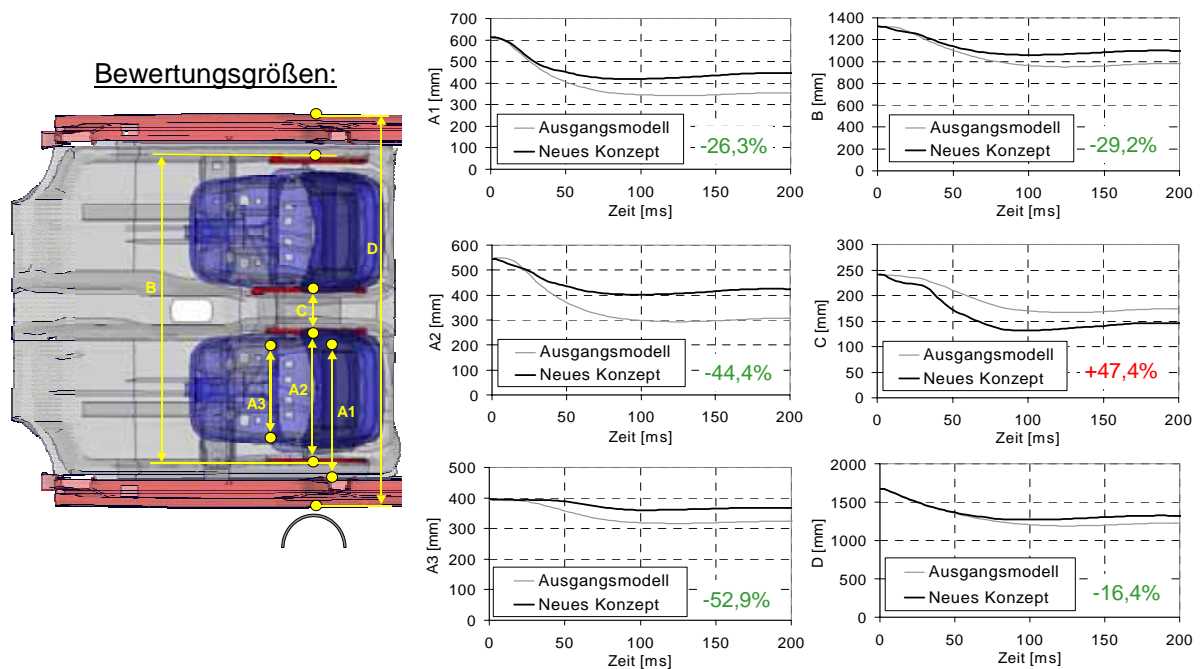 Bewertungsgrößen:
D
B
C
A3
A2
A1
A1 [mm]
700
600
500
400
300
200
100
0
Ausgangsmodell
Neues Konzept
-26,3%
0 50 100 150 200
Zeit [ms]
B [mm]
1400
1200
1000
800
600
400
200
0
Ausgangsmodell
Neues Konzept
-29,2%
0 50 100 150 200
Zeit [ms]
A2 [mm]
600
500
400
300
200
100
0
Ausgangsmodell
Neues Konzept
-44,4%
0 50 100 150 200
Zeit [ms]
C [mm]
300
250
200
150
100
50
0
Ausgangsmodell
Neues Konzept
+47,4%
0 50 100 150 200
Zeit [ms]
A3 [mm]
500
400
300
200
100
0
Ausgangsmodell
Neues Konzept
-52,9%
0 50 100 150 200
Zeit [ms]
D [mm]
2000
1500
1000
500
0
Ausgangsmodell
Neues Konzept
-16,4%
0 50 100 150 200
Zeit [ms]